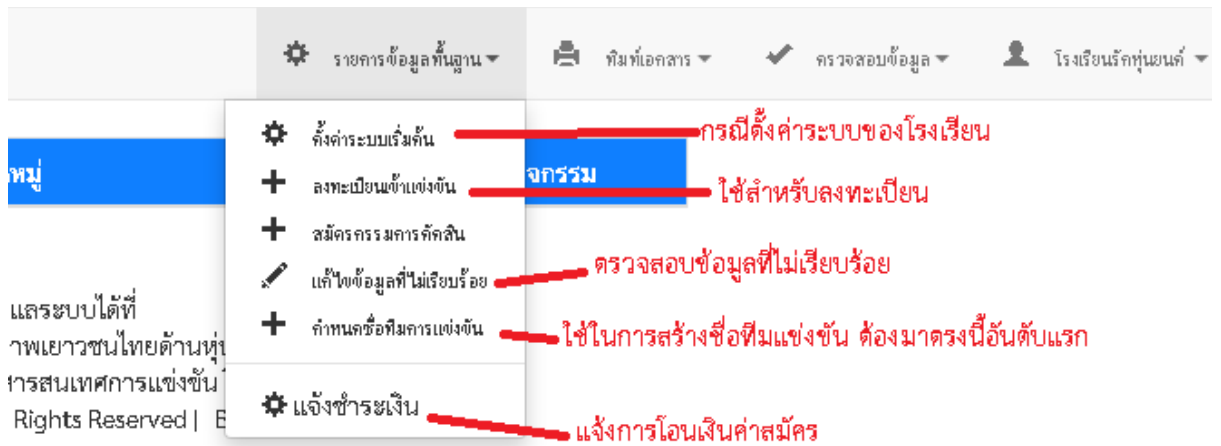 รายการข้อมูลพื้นฐาน
พิมพ์เอกสาร
ตรวจสอบข้อมูล
โรงเรียนรักหุ่นยนต์
ตั้งค่าระบบเริ่มต้น
กรณีตั้งค่าระบบของโรงเรียน
หมู่
จกรรม
ลงทะเบียนเข้าแข่งขัน
ใช้สำหรับลงทะเบียน
สมัครกรรมการตัดสิน
แก้ไขข้อมูลที่ไม่เรียบร้อย
ตรวจสอบข้อมูลที่ไม่เรียบร้อย
แลระบบได้ที่
กำหนดชื่อทีมการแข่งขัน
ใช้ในการสร้างชื่อทีมแข่งขัน ต้องมาตรงนี้อันดับแรก
าพเยาวชนไทยด้านหุ่
สารสนเทศการแข่งขัน
แจ้งชำระเงิน
Rights Reserved |
แจ้งการโอนเงินค่าสมัคร